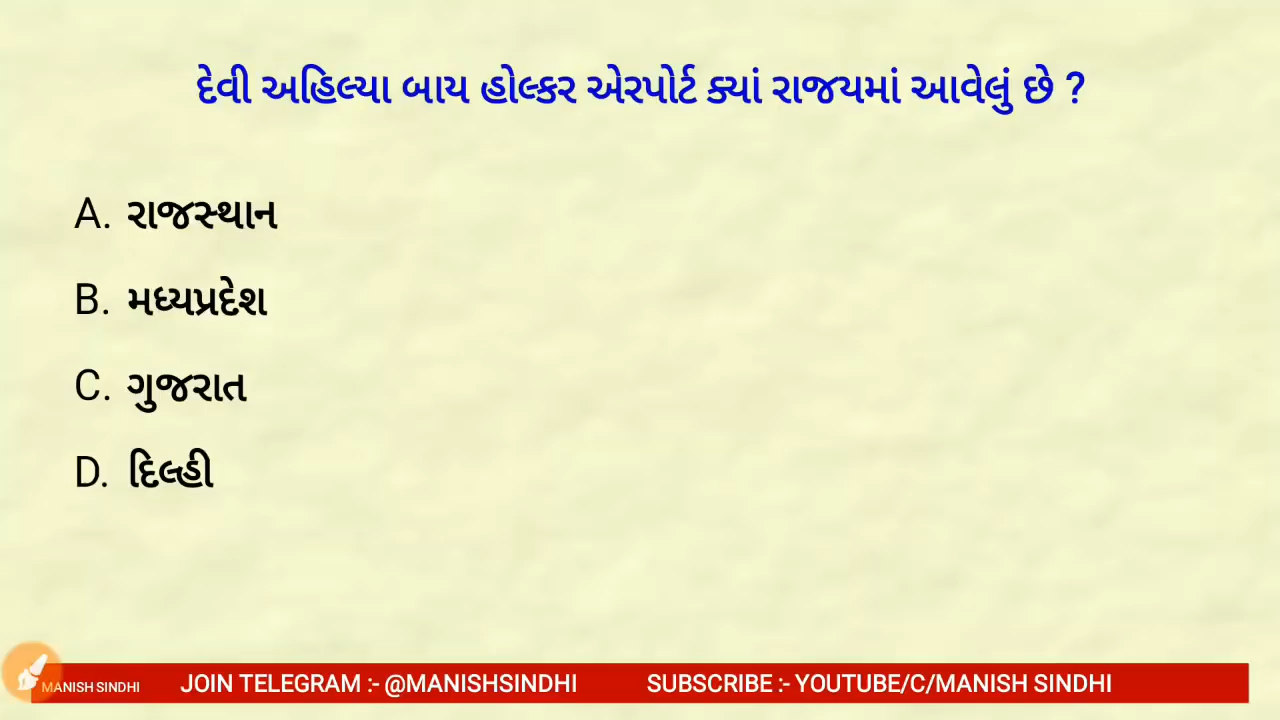 દેવી અહિલ્યા બાય હોલ્કર એરપોર્ટ ક્યાં રાજયમાં આવેલું છે ?
A. રાજસ્થાન
B. મધ્યપ્રદેશ
C. ગુજરાત
D. દિલ્હી
MANISH SINDHI JOIN TELEGRAM :- @MANISHSINDHI SUBSCRIBE :- YOUTUBE/C/MANISH SINDHI